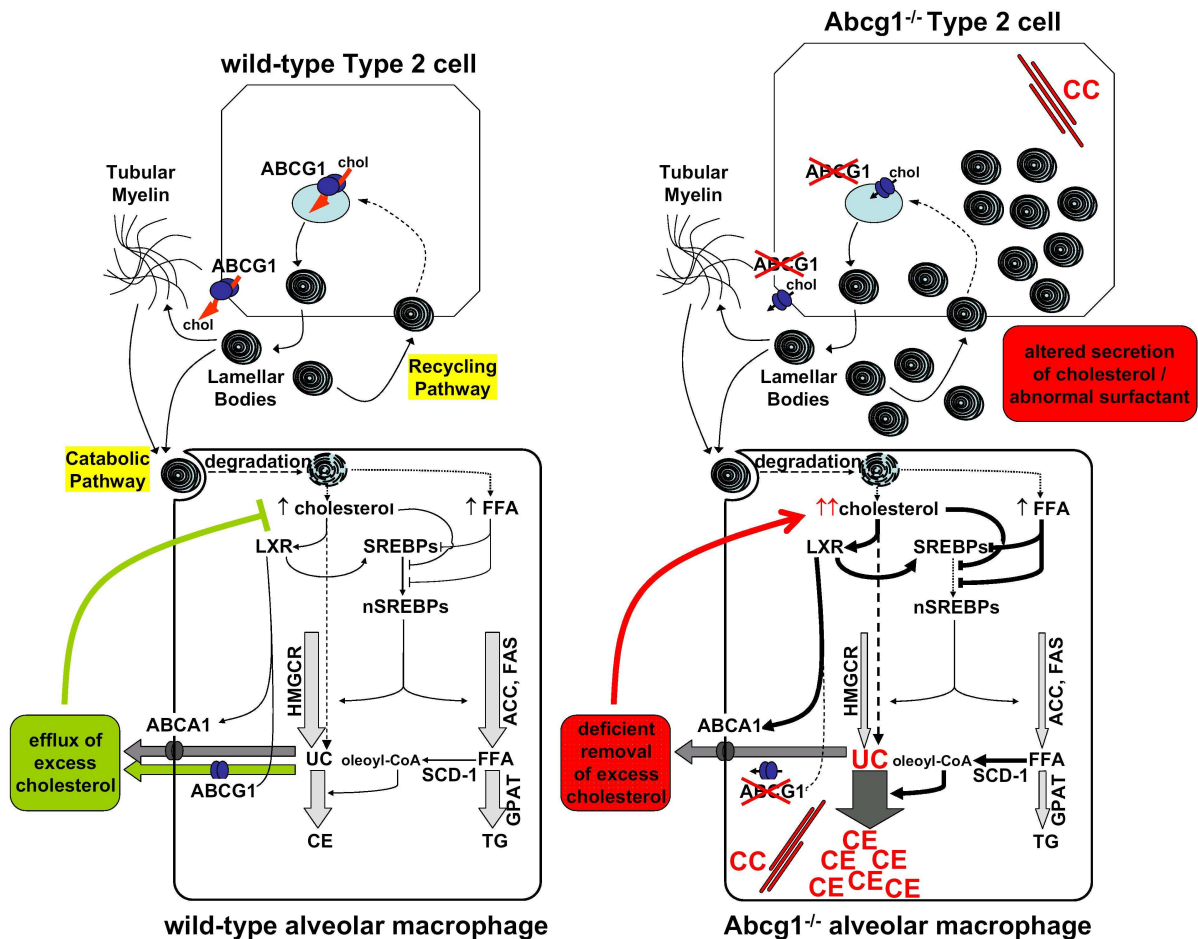 wild-type Type 2 cell
Tubular
Myelin
ABCG1
chol
ABCG1
chol
Lamellar
Bodies
Recycling
Pathway
Catabolic
Pathway
degradation
↑ cholesterol
↑ FFA
LXR
SREBPs
nSREBPs
HMGCR
ACC, FAS
ABCA1
efflux of
excess
cholesterol
ABCG1
UC
oleoyl-CoA
SCD-1
FFA
GPAT
CE
TG
wild-type alveolar macrophage
Abcg1-/- Type 2 cell
CC
Tubular
Myelin
ABCG1
chol
ABCG1
chol
Lamellar
Bodies
altered secretion
of cholesterol /
abnormal surfactant
degradation
↑↑cholesterol
↑ FFA
LXR
SREBPs
nSREBPs
HMGCR
ACC, FAS
ABCA1
deficient
removal
of excess
cholesterol
ABCG1
UC
oleoyl-CoA
SCD-1
FFA
GPAT
CC
CE
CE CE
CE CE CE
TG
Abcg1-/- alveolar macrophage